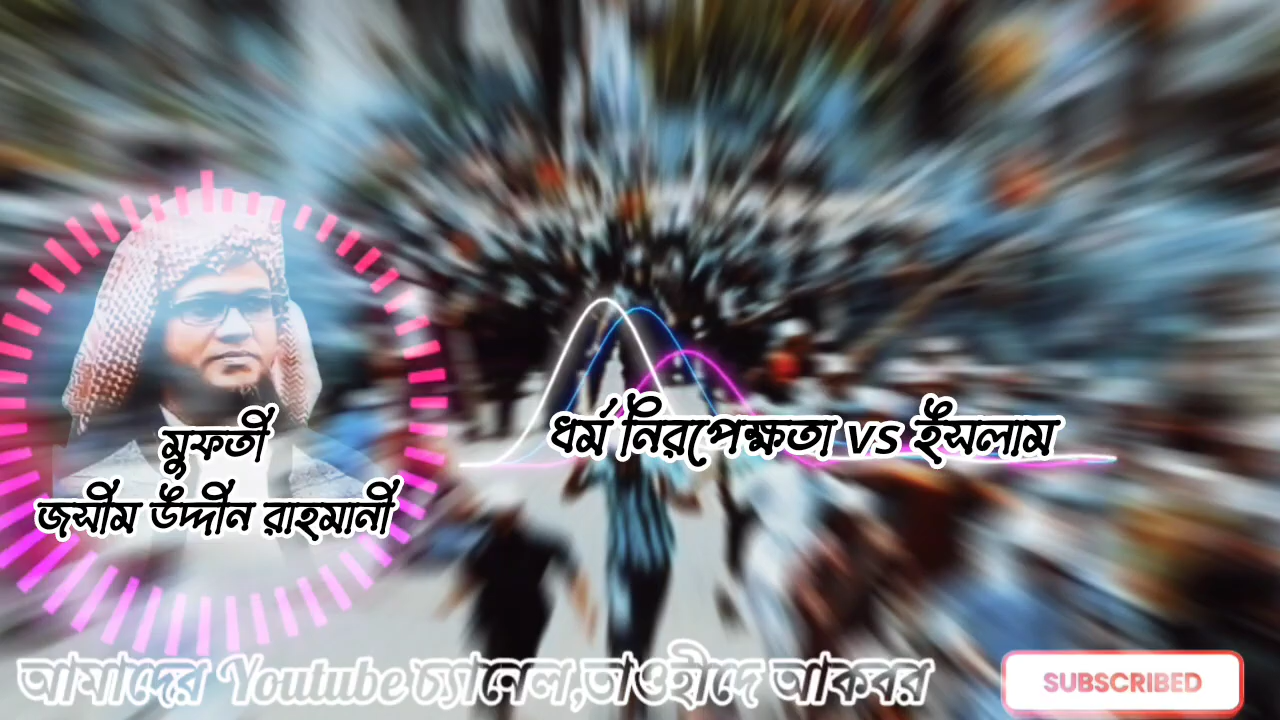 ধর্ম নিরপেক্ষতা vs ইসলাম
মুফতী
জসীম উদ্দীন রাহমানী
আমাদের Youtube চ্যানেল,তাওহীদে আকবর
SUBSCRIBED